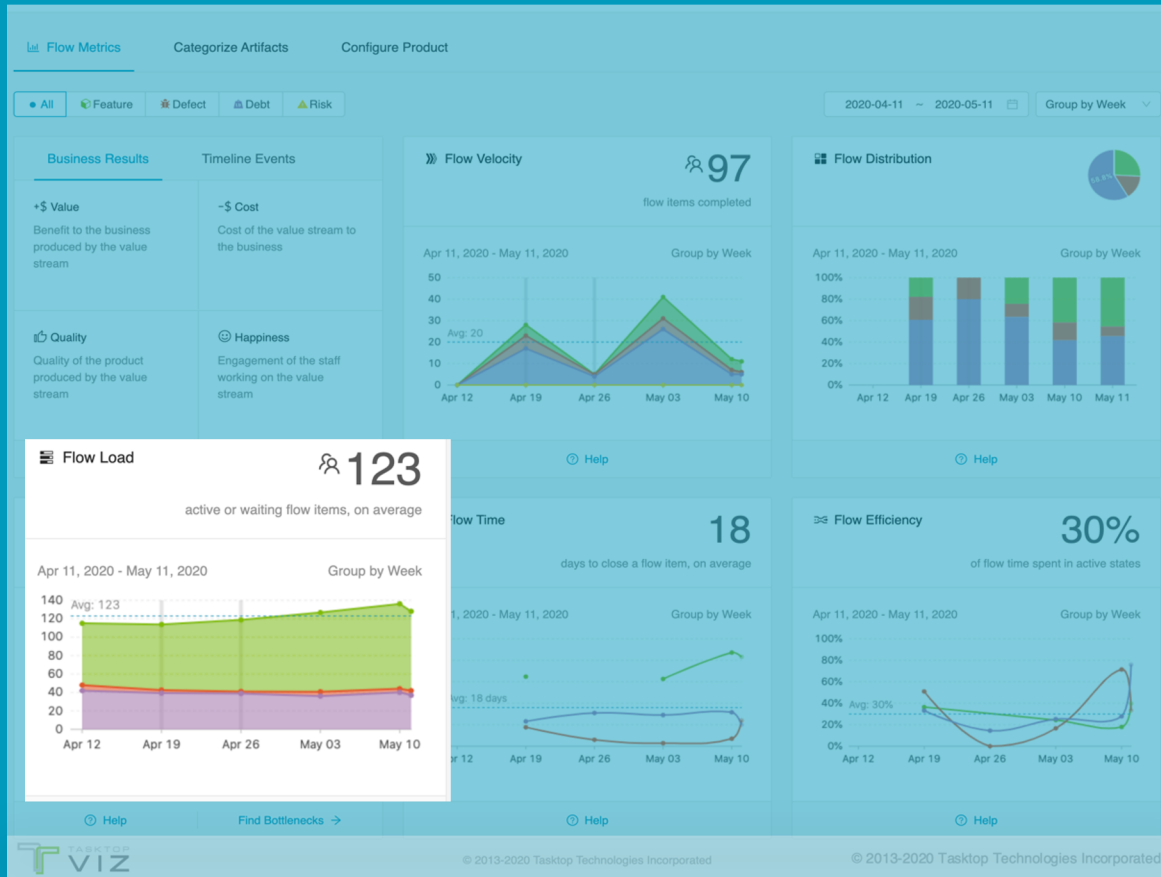 Flow Metrics Categorize Artifacts Configure Product
All Feature Defect Debt Risk 2020-04-11 ~ 2020-05-11 Group by Week
Business Results Timeline Events
+$ Value
Benefit to the business
produced by the value
stream
-$ Cost
Cost of the value stream to
the business
Quality
Quality of the product
produced by the value
stream
Happiness
Engagement of the staff
working on the value
stream
Flow Velocity 97
flow items completed
Apr 11, 2020 - May 11, 2020 Group by Week
50
40
30
Avg: 20
20
10
0
Apr 12 Apr 19 Apr 26 May 03 May 10
Help
Flow Distribution
Apr 11, 2020 - May 11, 2020 Group by Week
100%
80%
60%
40%
20%
0%
Apr 12 Apr 19 Apr 26 May 03 May 10 May 11
Help
Flow Load 123
active or waiting flow items, on average
Apr 11, 2020 - May 11, 2020 Group by Week
140
Avg: 123
120
100
80
60
40
20
0
Apr 12 Apr 19 Apr 26 May 03 May 10
Help Find Bottlenecks →
Flow Time 18
days to close a flow item, on average
1, 2020 - May 11, 2020 Group by Week
Avg: 18 days
or 12 Apr 19 Apr 26 May 03 May 10
Help
Flow Efficiency 30%
of flow time spent in active states
Apr 11, 2020 - May 11, 2020 Group by Week
100%
80%
60%
40%
Avg: 30%
20%
0%
Apr 12 Apr 19 Apr 26 May 03 May 10
Help
TASKTOP
VIZ
© 2013-2020 Tasktop Technologies Incorporated
© 2013-2020 Tasktop Technologies Incorporated